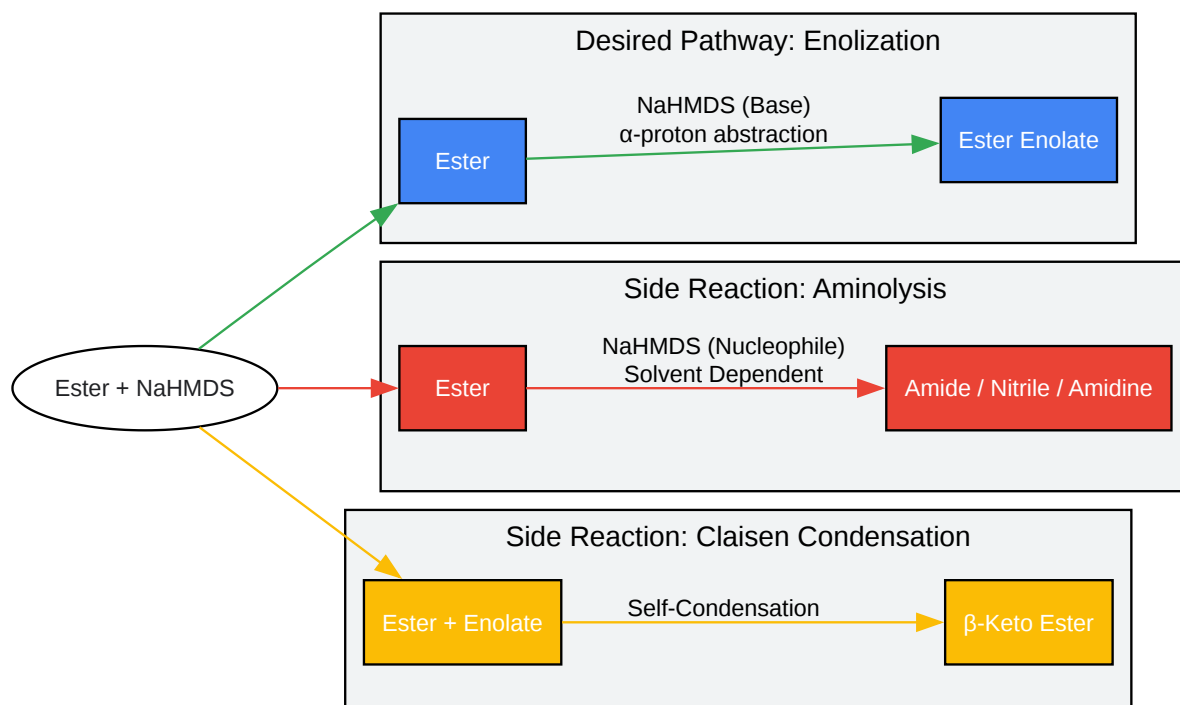 Desired Pathway: Enolization
NaHMDS (Base)
α-proton abstraction
Ester
Ester Enolate
Side Reaction: Aminolysis
NaHMDS (Nucleophile)
Solvent Dependent
Ester + NaHMDS
Ester
Amide / Nitrile / Amidine
Side Reaction: Claisen Condensation
Self-Condensation
Ester + Enolate
β-Keto Ester